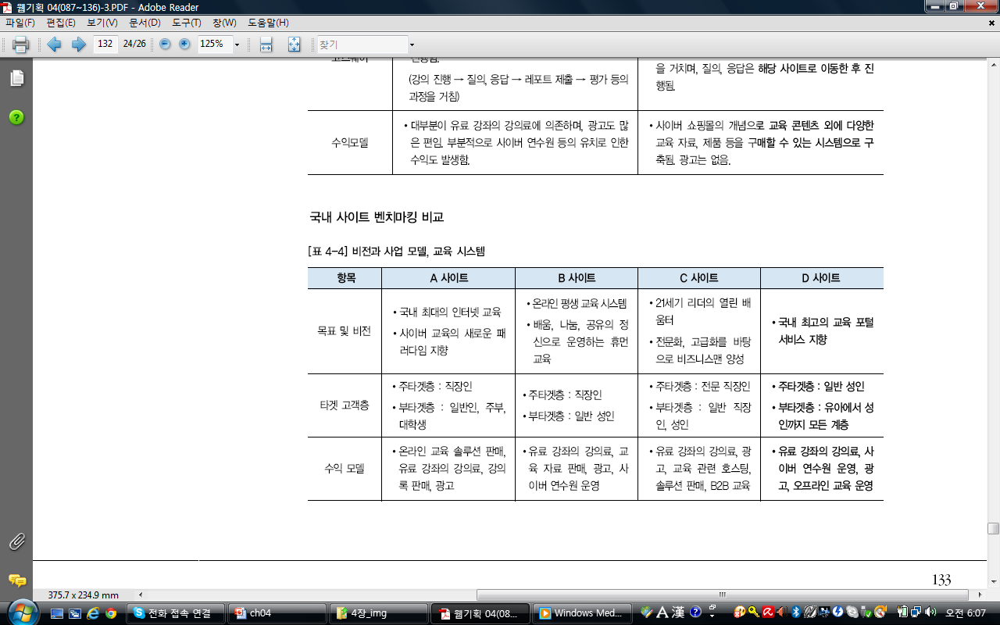 웹기획 04(087~136)-3.PDF - Adobe Reader
파일(F) 편집(E) 보기(V) 문서(D) 도구(T) 창(W) 도움말(H)
132 24/26 125% 찾기
(강의 진행 → 질의, 응답 → 레포트 제출 → 평가 등의
과정을 거침)
을 거치며, 질의, 응답은 해당 사이트로 이동한 후 진
행됨.
수익모델
• 대부분이 유료 강좌의 강의료에 의존하며, 광고도 많
은 편임. 부분적으로 사이버 연수원 등의 유치로 인한
수익도 발생함.
• 사이버 쇼핑몰의 개념으로 교육 콘텐츠 외에 다양한
교육 자료, 제품 등을 구매할 수 있는 시스템으로 구
축됨. 광고는 없음.
국내 사이트 벤치마킹 비교
[표 4-4] 비전과 사업 모델, 교육 시스템
항목 A 사이트 B 사이트 C 사이트 D 사이트
목표 및 비전
• 국내 최대의 인터넷 교육
• 사이버 교육의 새로운 패
러다임 지향
• 온라인 평생 교육 시스템
• 배움, 나눔, 공유의 정
신으로 운영하는 휴먼
교육
• 21세기 리더의 열린 배
움터
• 전문화, 고급화를 바탕
으로 비즈니스맨 양성
• 국내 최고의 교육 포털
서비스 지향
타겟 고객층
• 주타겟층 : 직장인
• 부타겟층 : 일반인, 주부,
대학생
• 주타겟층 : 직장인
• 부타겟층 : 일반 성인
• 주타겟층 : 전문 직장인
• 부타겟층 : 일반 직장
인, 성인
• 주타겟층 : 일반 성인
• 부타겟층 : 유아에서 성
인까지 모든 계층
수익 모델
• 온라인 교육 솔루션 판매,
유료 강좌의 강의료, 강의
록 판매, 광고
• 유료 강좌의 강의료, 교
육 자료 판매, 광고, 사
이버 연수원 운영
• 유료 강좌의 강의료, 광
고, 교육 관련 호스팅,
솔루션 판매, B2B 교육
• 유료 강좌의 강의료, 사
이버 연수원 운영, 광
고, 오프라인 교육 운영
133
375.7 x 234.9 mm
전화 접속 연결 ch04 4장_img 웹기획 04(08... Windows Med... A 漢 오전 6:07